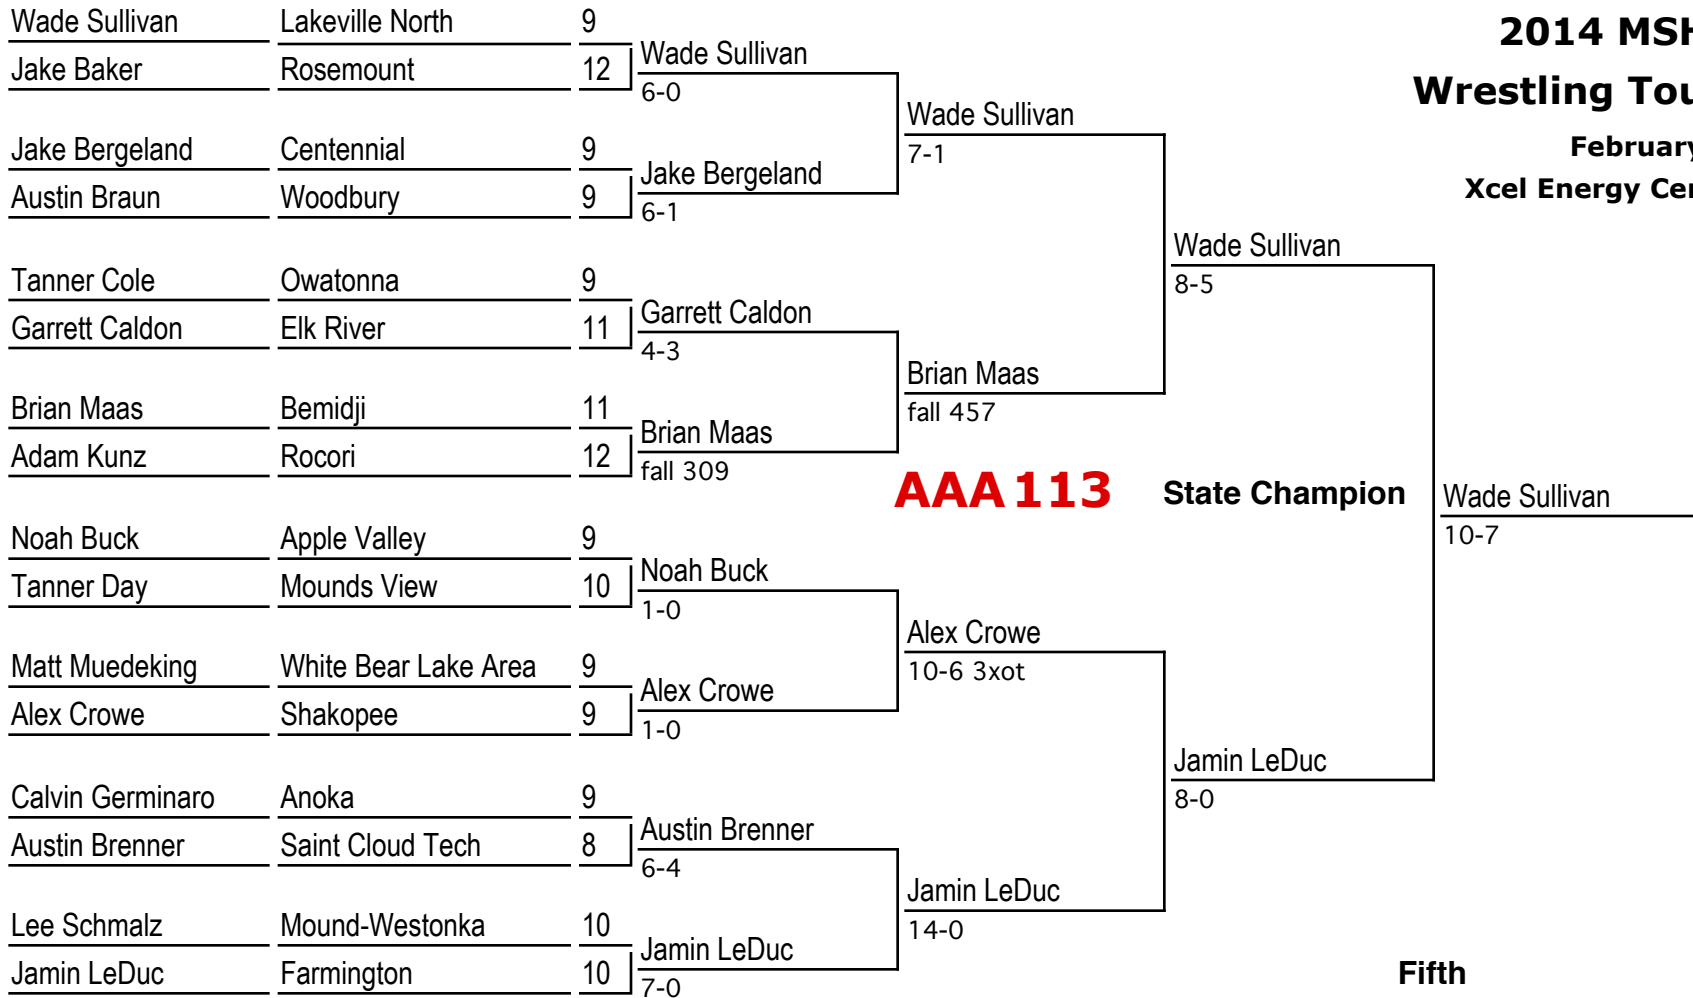 Wade Sullivan Lakeville North 9
Jake Baker Rosemount 12
Jake Bergeland Centennial 9
Austin Braun Woodbury 9
Tanner Cole Owatonna 9
Garrett Caldon Elk River 11
Brian Maas Bemidji 11
Adam Kunz Rocori 12
Noah Buck Apple Valley 9
Tanner Day Mounds View 10
Matt Muedeking White Bear Lake Area 9
Alex Crowe Shakopee 9
Calvin Germinaro Anoka 9
Austin Brenner Saint Cloud Tech 8
Lee Schmalz Mound-Westonka 10
Jamin LeDuc Farmington 10
Wade Sullivan
6-0
Jake Bergeland
6-1
Garrett Caldon
4-3
Brian Maas
fall 309
Noah Buck
1-0
Alex Crowe
1-0
Austin Brenner
6-4
Jamin LeDuc
7-0
Wade Sullivan
7-1
Brian Maas
fall 457
AAA 113
Alex Crowe
10-6 3xot
Jamin LeDuc
14-0
Wade Sullivan
8-5
State Champion
Jamin LeDuc
8-0
Wade Sullivan
10-7
2014 MSH
Wrestling Tou
February
Xcel Energy Cer
Fifth